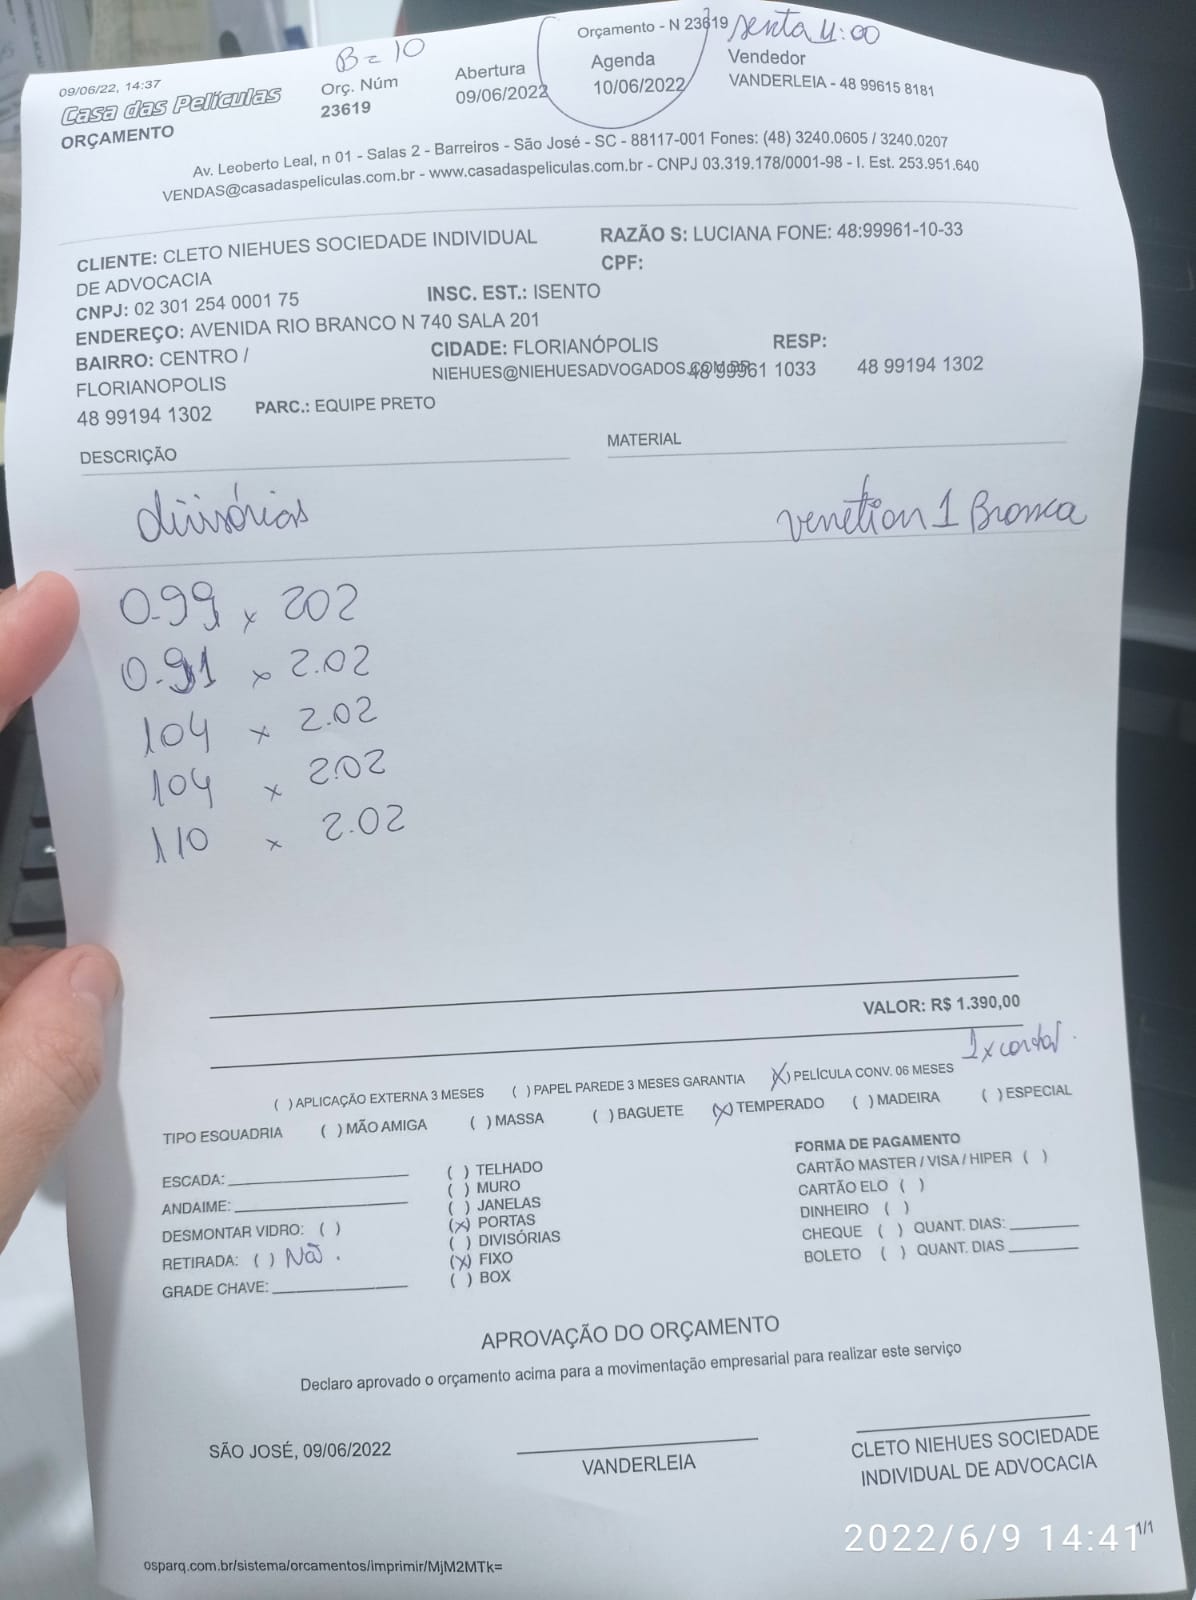 Orçamento - N 23619
09/06/22, 14:37
B = 10
Casa das Películas
ORÇAMENTO
Orç. Núm
23619
Abertura
09/06/2022
Agenda
10/06/2022
Vendedor
VANDERLEIA - 48 99615 8181
Av. Leoberto Leal, n 01 - Salas 2 - Barreiros - São José - SC - 88117-001 Fones: (48) 3240.0605 / 3240.0207
VENDAS@casadaspeliculas.com.br - www.casadaspeliculas.com.br - CNPJ 03.319.178/0001-98 - I. Est. 253.951.640
CLIENTE: CLETO NIEHUES SOCIEDADE INDIVIDUAL
DE ADVOCACIA
RAZÃO S: LUCIANA FONE: 48:99961-10-33
CPF:
CNPJ: 02 301 254 0001 75
INSC. EST.: ISENTO
ENDEREÇO: AVENIDA RIO BRANCO N 740 SALA 201
BAIRRO: CENTRO /
FLORIANOPOLIS
CIDADE: FLORIANÓPOLIS
RESP:
NIEHUES@NIEHUESADVOGADOS.COM.BR
48 99961 1033
48 99194 1302
48 99194 1302
PARC.: EQUIPE PRETO
DESCRIÇÃO
MATERIAL
divisórias
venetion 1 Bronca
0.99 x 202
0.91 x 2.02
104 x 2.02
104 x 2.02
110 x 2.02
VALOR: R$ 1.390,00
( ) APLICAÇÃO EXTERNA 3 MESES ( ) PAPEL PAREDE 3 MESES GARANTIA (X) PELÍCULA CONV. 06 MESES
TIPO ESQUADRIA ( ) MÃO AMIGA ( ) MASSA ( ) BAGUETE (X) TEMPERADO ( ) MADEIRA ( ) ESPECIAL
ESCADA:
ANDAIME:
DESMONTAR VIDRO: ( )
RETIRADA: ( ) Não.
GRADE CHAVE:
( ) TELHADO
( ) MURO
( ) JANELAS
(x) PORTAS
( ) DIVISÓRIAS
(x) FIXO
( ) BOX
FORMA DE PAGAMENTO
CARTÃO MASTER / VISA / HIPER ( )
CARTÃO ELO ( )
DINHEIRO ( )
CHEQUE ( ) QUANT. DIAS:
BOLETO ( ) QUANT. DIAS
APROVAÇÃO DO ORÇAMENTO
Declaro aprovado o orçamento acima para a movimentação empresarial para realizar este serviço
SÃO JOSÉ, 09/06/2022
VANDERLEIA
CLETO NIEHUES SOCIEDADE
INDIVIDUAL DE ADVOCACIA
2022/6/9 14:41
1/1
osparq.com.br/sistema/orcamentos/imprimir/MjM2MTk=